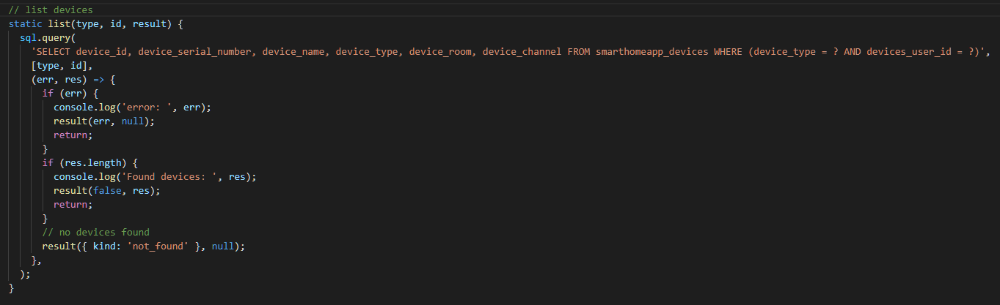 // list devices
static list(type, id, result) {
sql.query(
'SELECT device_id, device_serial_number, device_name, device_type, device_room, device_channel FROM smarthomeapp_devices WHERE (device_type = ? AND devices_user_id = ?)',
[type, id],
(err, res) => {
if (err) {
console.log('error: ', err);
result(err, null);
return;
}
if (res.length) {
console.log('Found devices: ', res);
result(false, res);
return;
}
// no devices found
result({ kind: 'not_found' }, null);
},
);
}